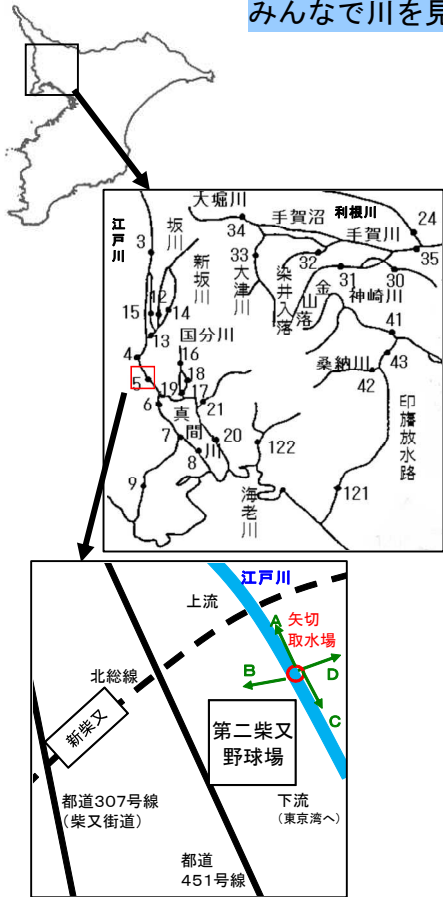 みんなで川を見
大堀川
手賀沼
利根川
手賀川
江戸川
坂川
新坂川
34
24
35
3
33
大津川
染井入落
32
31
金山落
30
神崎川
12
15
14
13
国分川
16
41
4
5
18
桑納川
43
19
17
42
6
真間川
21
印旛放水路
7
20
8
122
9
海老川
121
江戸川
上流
矢切
取水場
A
北総線
B
D
新柴又
C
第二柴又
野球場
都道307号線
(柴又街道)
下流
(東京湾へ)
都道
451号線